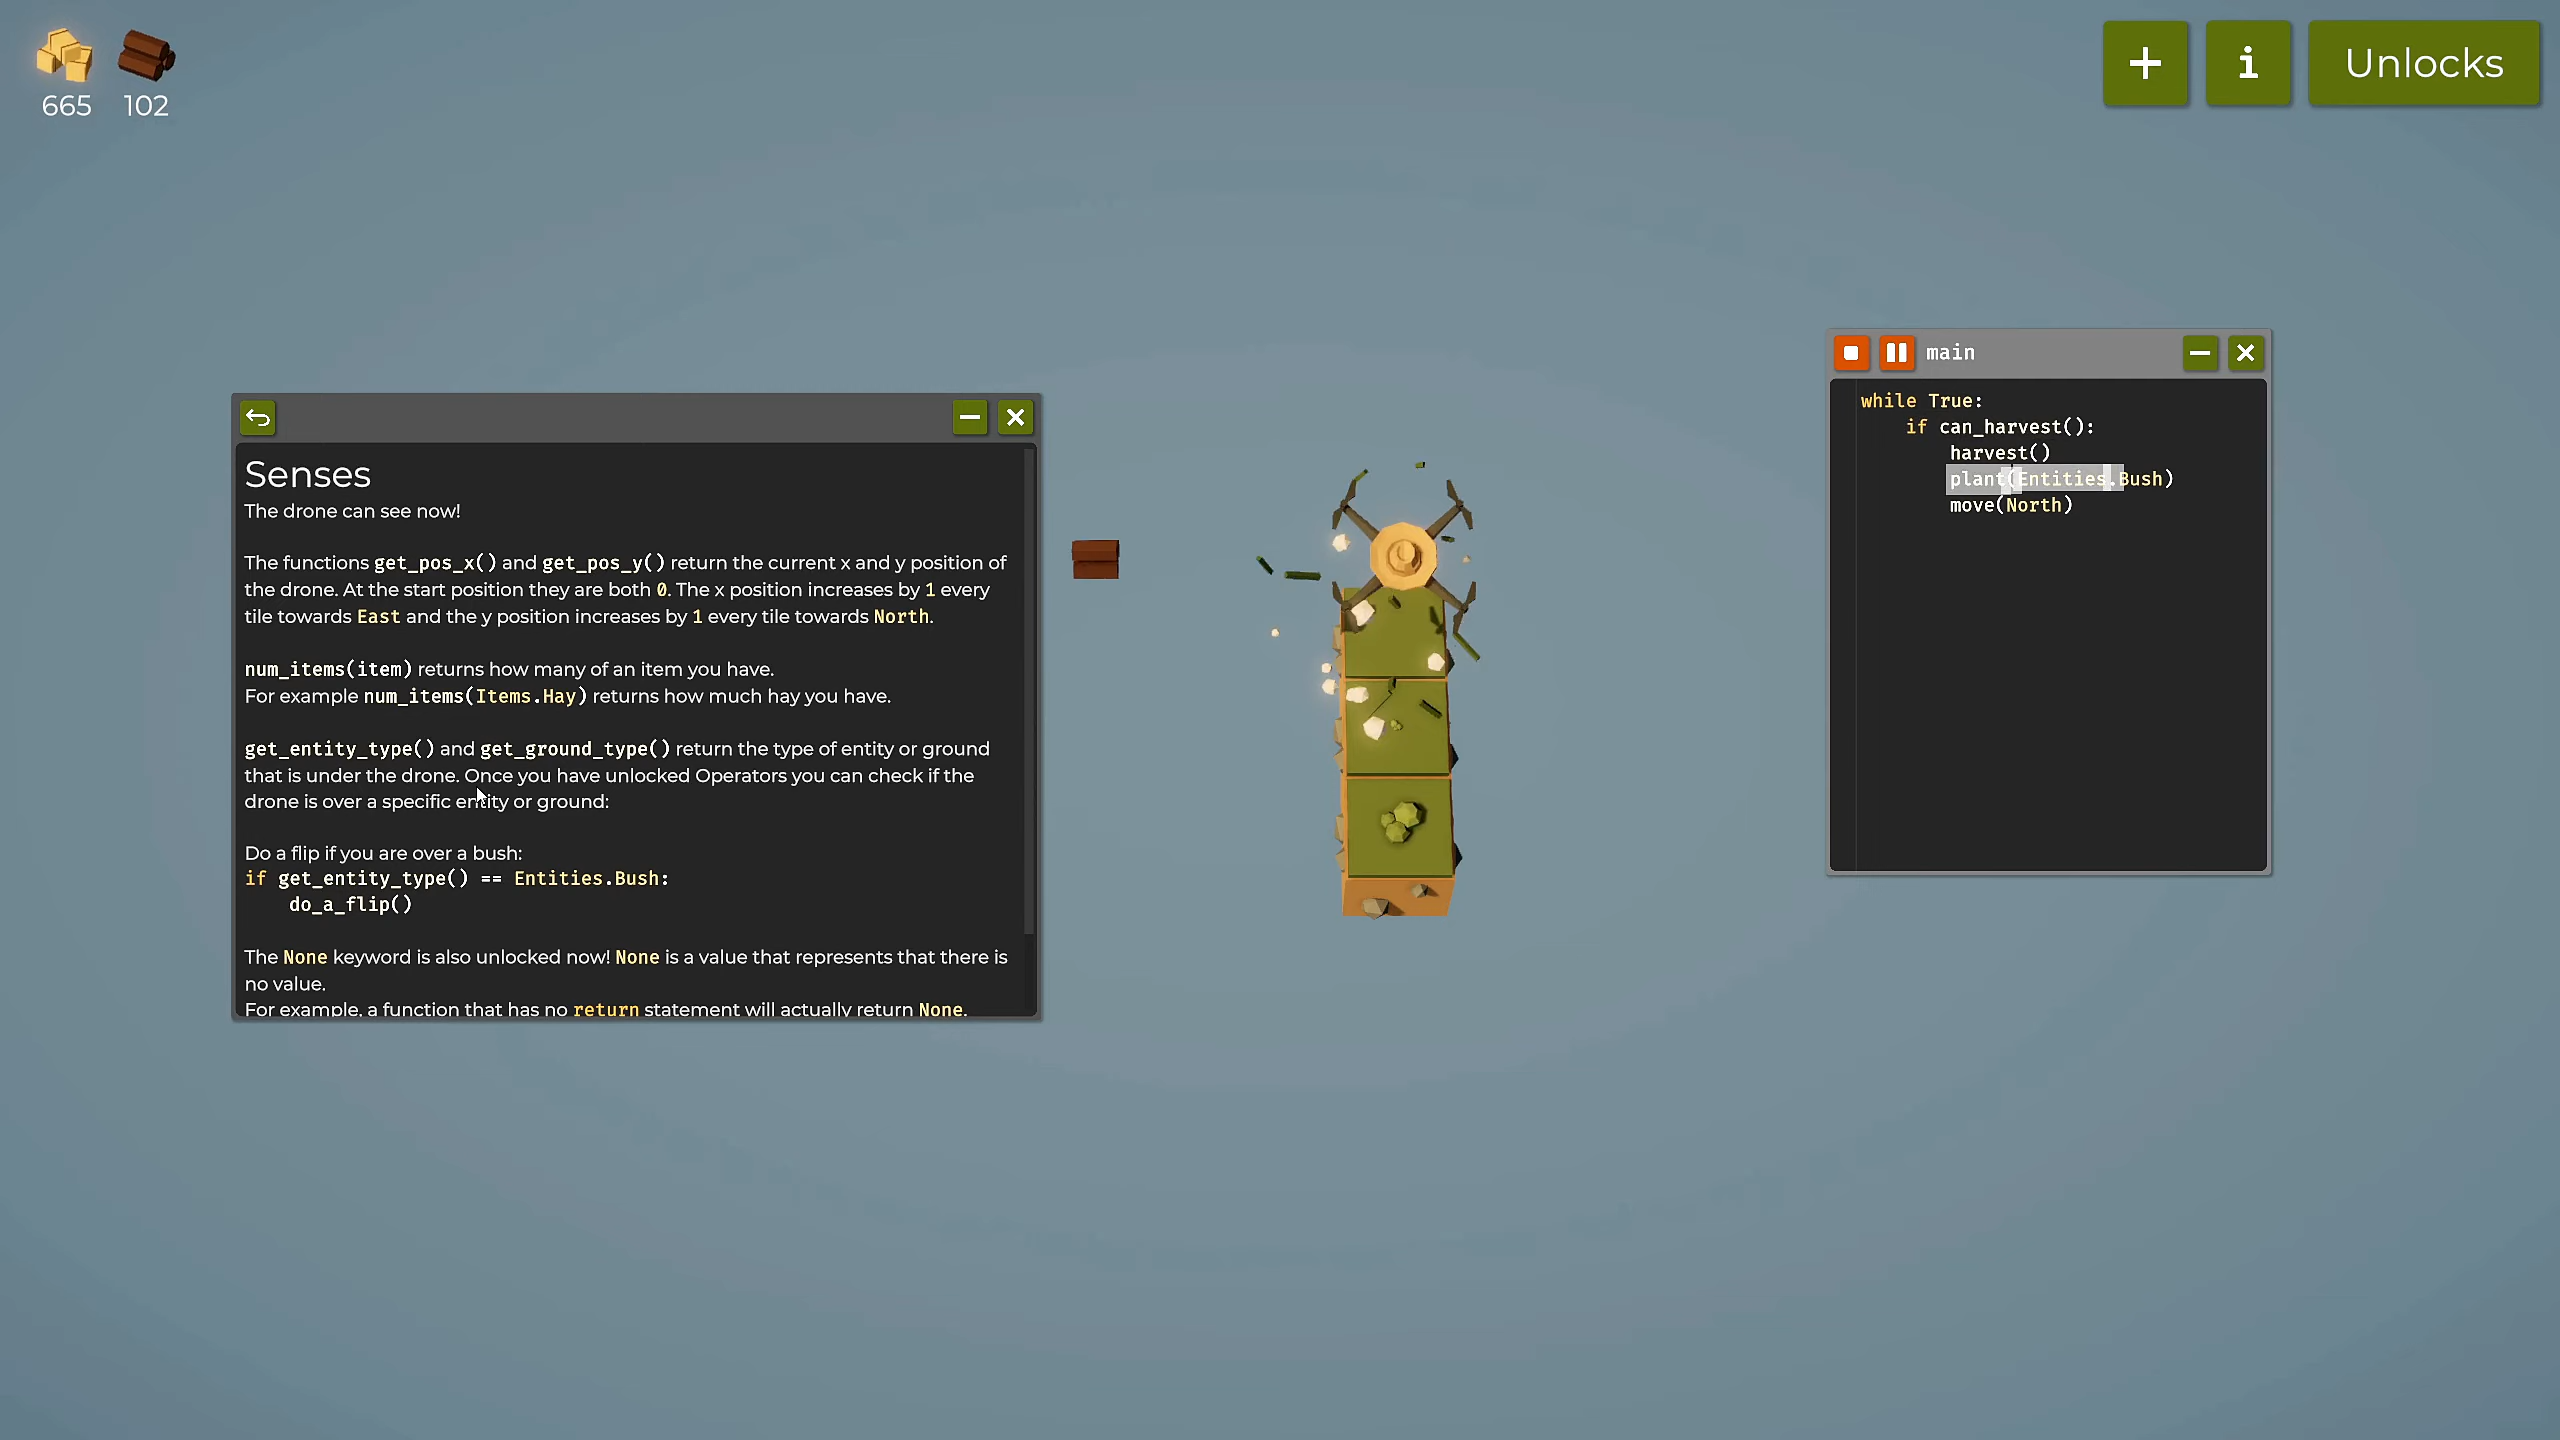 665 102
+ i Unlocks
main
while True:
if can_harvest():
harvest()
plant(Entities.Bush)
move(North)
Senses
The drone can see now!
The functions get_pos_x() and get_pos_y() return the current x and y position of
the drone. At the start position they are both 0. The x position increases by 1 every
tile towards East and the y position increases by 1 every tile towards North.
num_items(item) returns how many of an item you have.
For example num_items(Items.Hay) returns how much hay you have.
get_entity_type() and get_ground_type() return the type of entity or ground
that is under the drone. Once you have unlocked Operators you can check if the
drone is over a specific entity or ground:
Do a flip if you are over a bush:
if get_entity_type() == Entities.Bush:
do_a_flip()
The None keyword is also unlocked now! None is a value that represents that there is
no value.
For example, a function that has no return statement will actually return None.